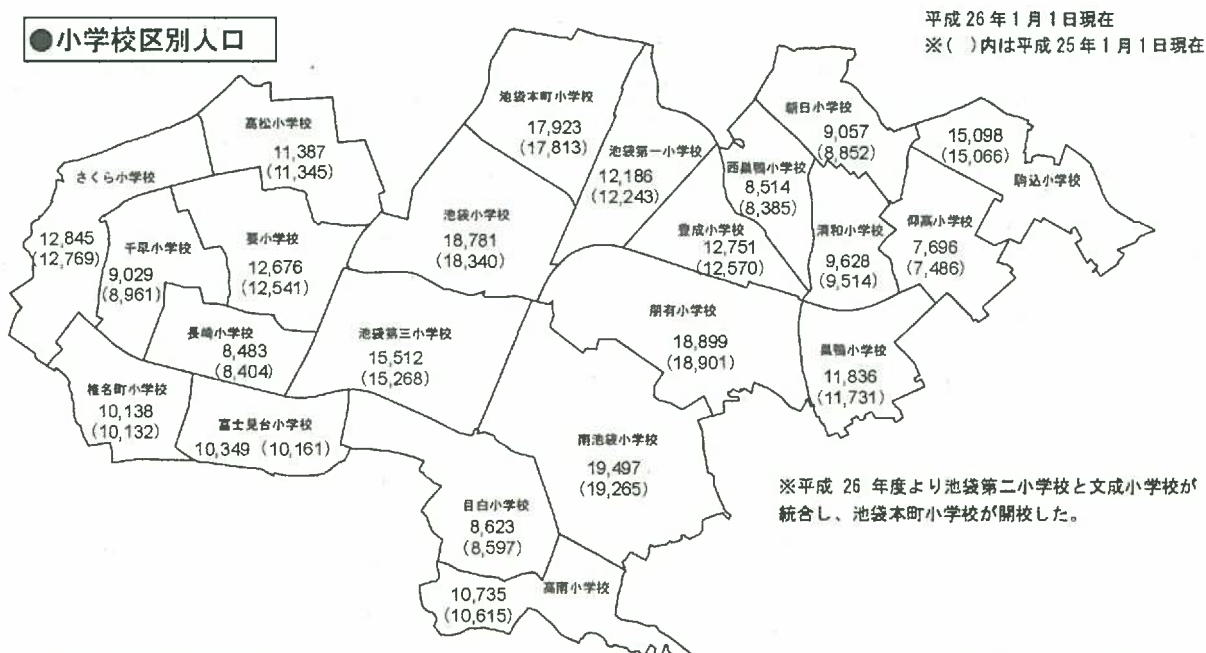 ●小学校区別人口
平成26年1月1日現在
※( )内は平成25年1月1日現在
池袋本町小学校
17,923
(17,813)
高松小学校
11,387
(11,345)
さくら小学校
12,845
(12,769)
千早小学校
9,029
(8,961)
要小学校
12,676
(12,541)
池袋小学校
18,781
(18,340)
池袋第一小学校
12,186
(12,243)
西巣鴨小学校
8,514
(8,385)
朝日小学校
9,057
(8,852)
15,098
(15,066)
駒込小学校
豊成小学校
12,751
(12,570)
清和小学校
9,628
(9,514)
仰高小学校
7,696
(7,486)
長崎小学校
8,483
(8,404)
池袋第三小学校
15,512
(15,268)
朋有小学校
18,899
(18,901)
巣鴨小学校
11,836
(11,731)
椎名町小学校
10,138
(10,132)
富士見台小学校
10,349 (10,161)
南池袋小学校
19,497
(19,265)
目白小学校
8,623
(8,597)
高南小学校
10,735
(10,615)
※平成 26 年度より池袋第二小学校と文成小学校が
統合し、池袋本町小学校が開校した。